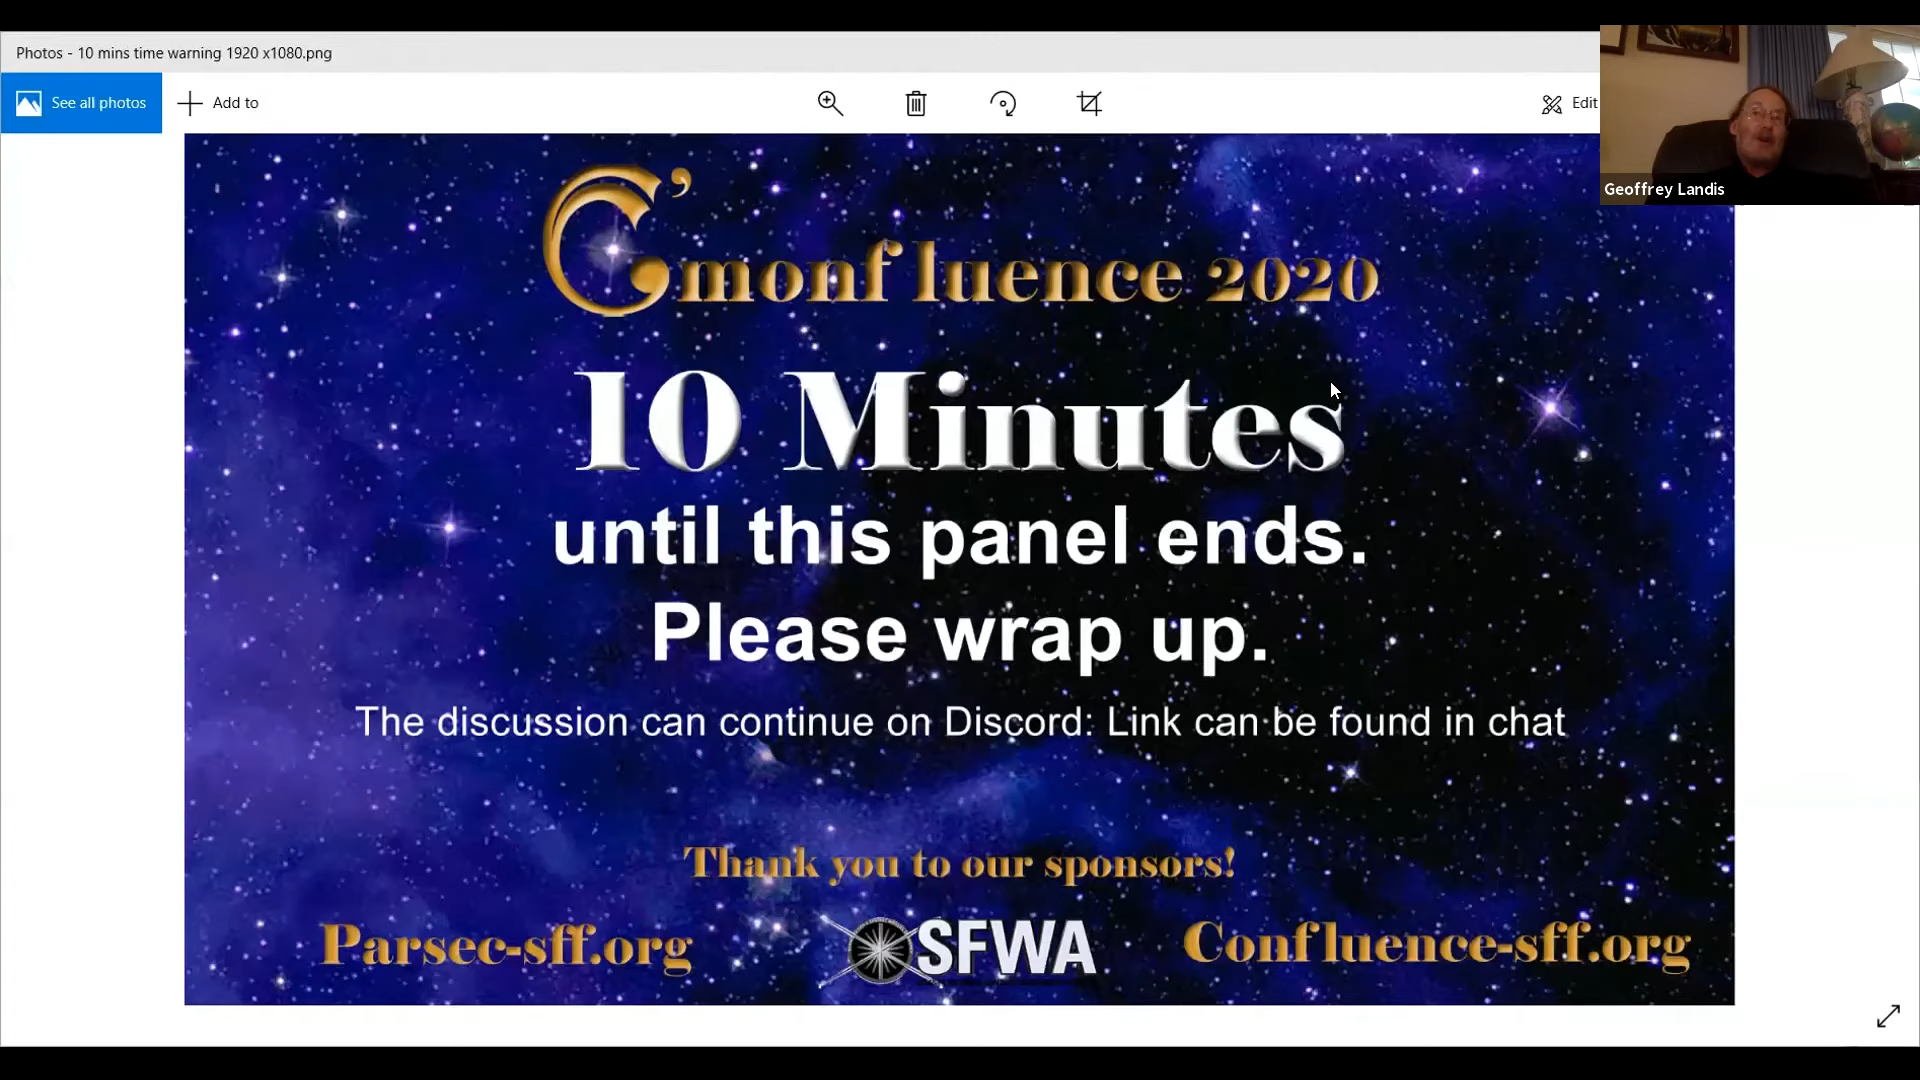 Photos - 10 mins time warning 1920 x1080.png
See all photos
Add to
Edit
Geoffrey Landis
C'monfluence 2020
10 Minutes
until this panel ends.
Please wrap up.
The discussion can continue on Discord: Link can be found in chat
Thank you to our sponsors!
Parsec-sff.org
SFWA
Confluence-sff.org